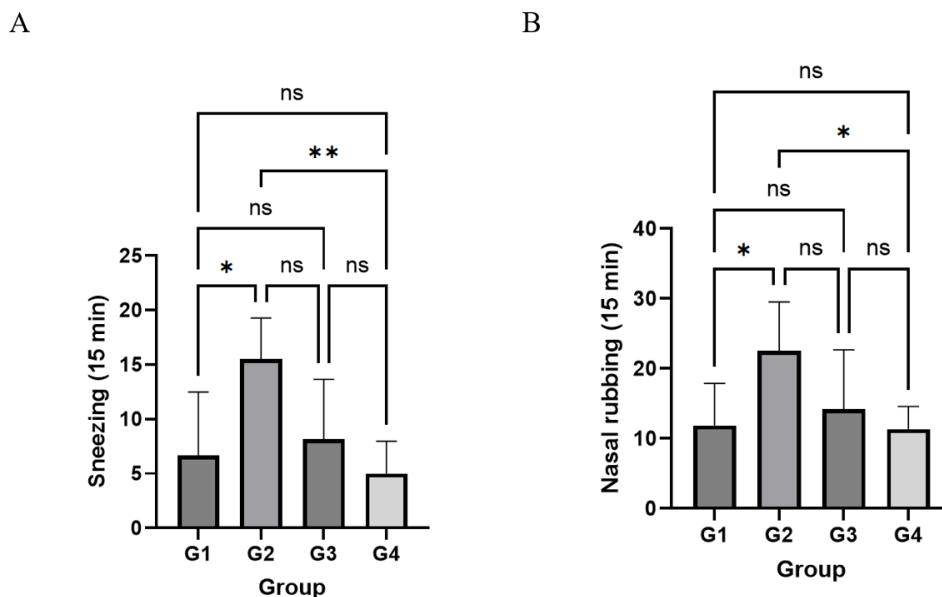 A
ns
**
ns
* ns ns
25
20
15
10
5
0
Sneezing (15 min)
G1 G2 G3 G4
Group
B
ns
*
ns
* ns ns
40
30
20
10
0
Nasal rubbing (15 min)
G1 G2 G3 G4
Group